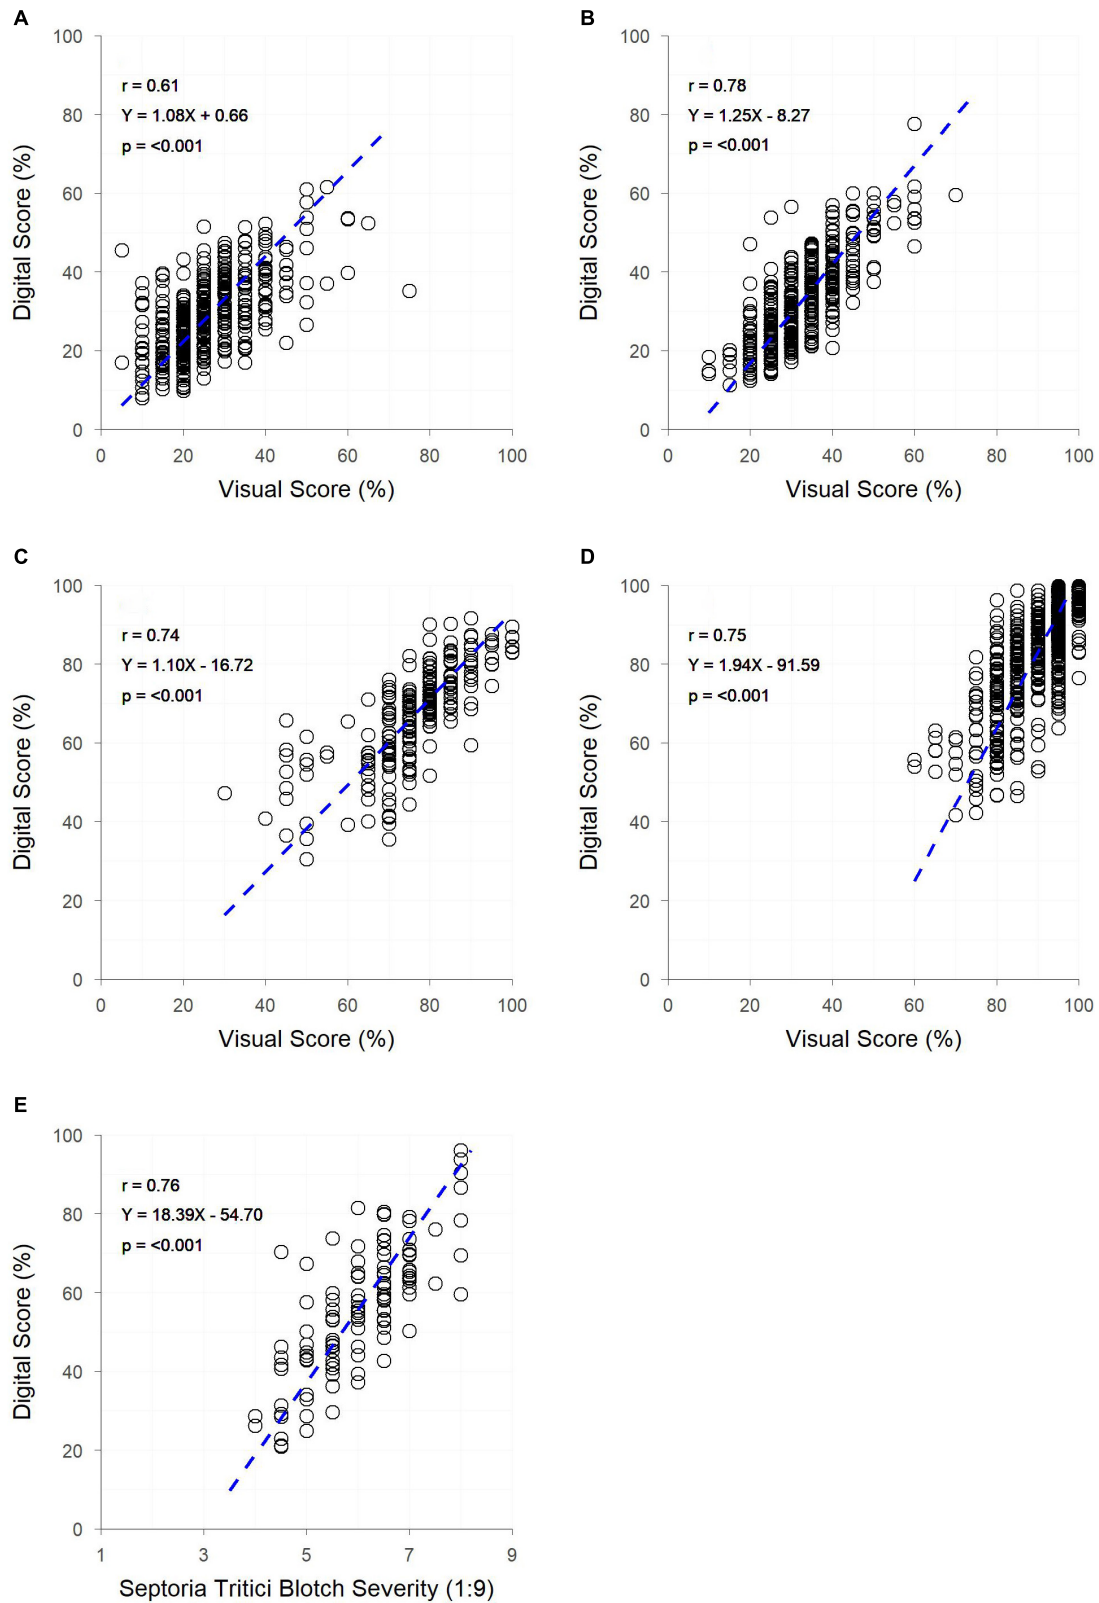 A
100
80
60
40
20
0
r = 0.61
Y = 1.08X + 0.66
p = <0.001
Digital Score (%)
0 20 40 60 80 100
Visual Score (%)
B
100
80
60
40
20
0
r = 0.78
Y = 1.25X - 8.27
p = <0.001
Digital Score (%)
0 20 40 60 80 100
Visual Score (%)
C
100
80
60
40
20
0
r = 0.74
Y = 1.10X - 16.72
p = <0.001
Digital Score (%)
0 20 40 60 80 100
Visual Score (%)
D
100
80
60
40
20
0
r = 0.75
Y = 1.94X - 91.59
p = <0.001
Digital Score (%)
0 20 40 60 80 100
Visual Score (%)
E
100
80
60
40
20
0
r = 0.76
Y = 18.39X - 54.70
p = <0.001
Digital Score (%)
1 3 5 7 9
Septoria Tritici Blotch Severity (1:9)